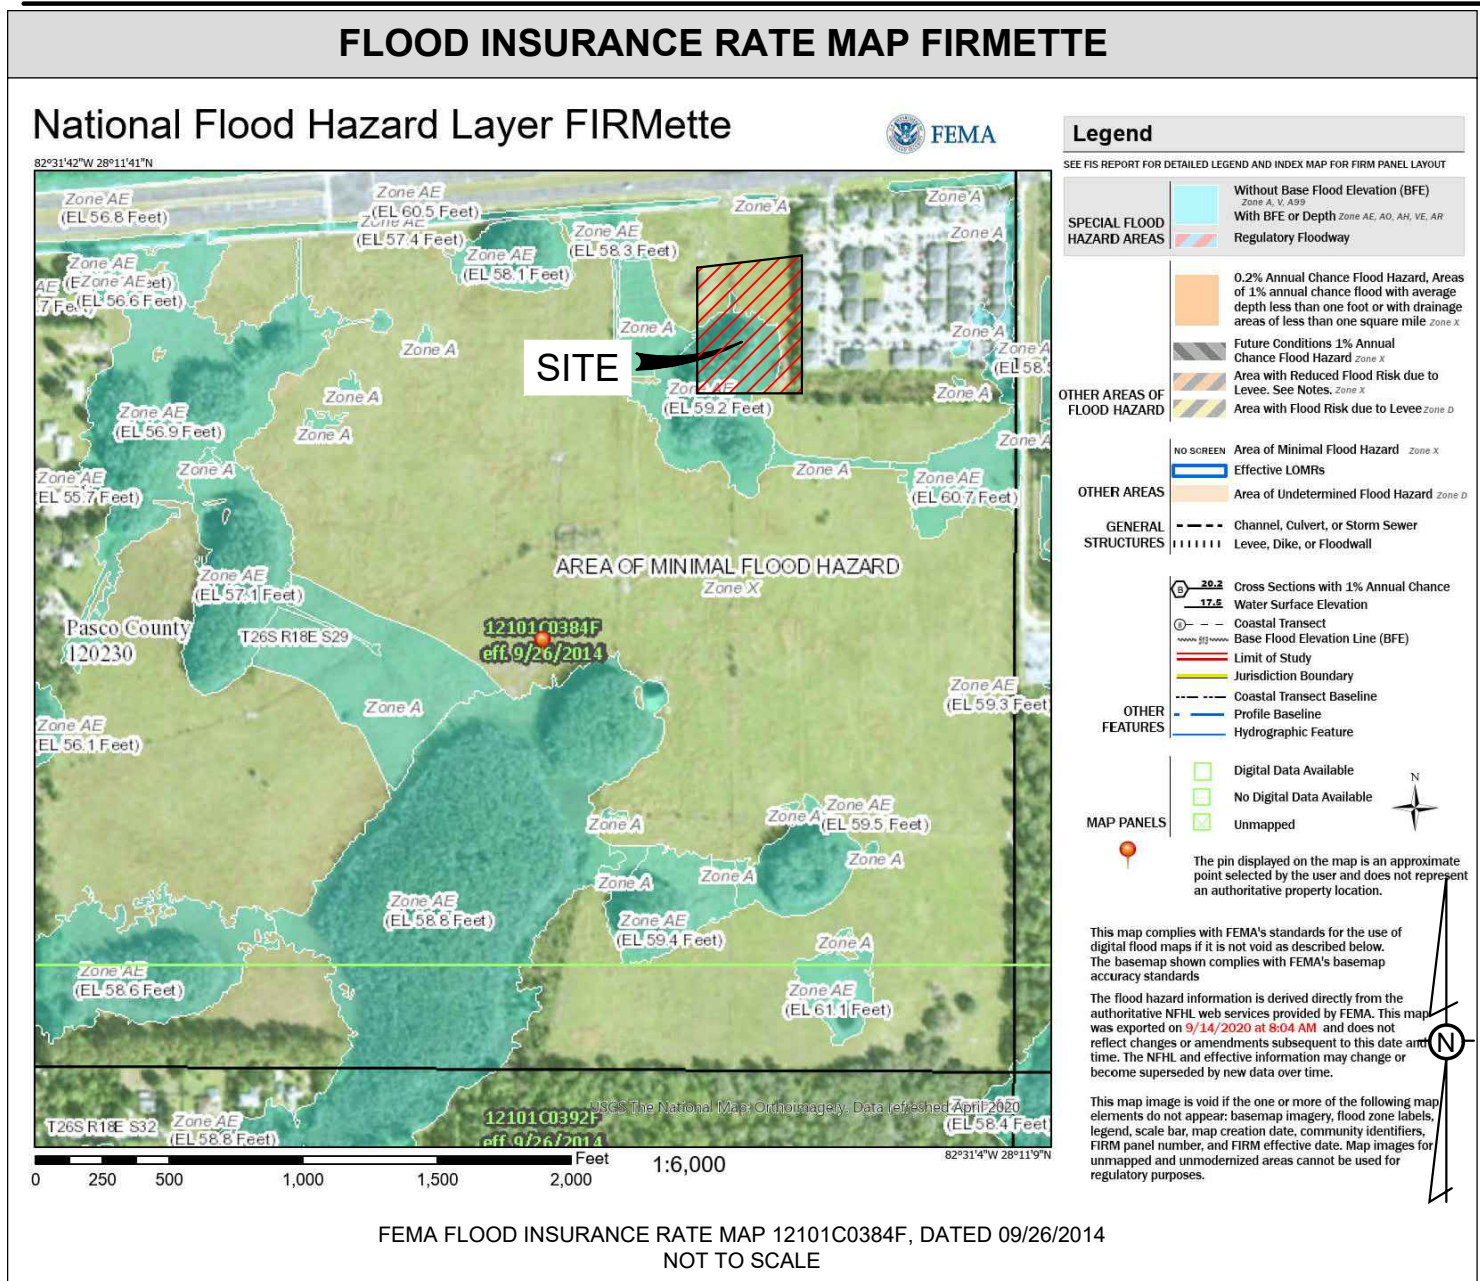 FLOOD INSURANCE RATE MAP FIRMETTE
National Flood Hazard Layer FIRMette
FEMA
82°31'42"W 28°11'41"N
Zone AE
(EL 56.8 Feet)
Zone AE
(EL 60.5 Feet)
(EL 57.4 Feet)
Zone AE
(EL 58.3 Feet)
(EL 58.1 Feet)
Zone A
Zone A
Zone A
Zone AE
Zone AE
(EL 56.6 Feet)
Zone A
Zone A
SITE
Zone A
(EL 58.5
Zone A
Zone A
Zone A
Zone AE
(EL 59.2 Feet)
Zone AE
(EL 56.9 Feet)
Zone A
Zone A
Zone A
Zone A
Zone AE
(EL 55.7 Feet)
Zone AE
(EL 60.7 Feet)
AREA OF MINIMAL FLOOD HAZARD
Zone X
Zone AE
(EL 57.1 Feet)
Pasco County
120230
T26S R18E S29
12101C0384F
eff. 9/26/2014
Zone A
Zone AE
(EL 59.3 Feet)
Zone AE
(EL 56.1 Feet)
Zone A
Zone AE
(EL 59.5 Feet)
Zone A
Zone A
Zone A
Zone A
Zone AE
(EL 58.8 Feet)
Zone AE
(EL 59.4 Feet)
Zone A
Zone AE
(EL 58.6 Feet)
Zone AE
(EL 61.1 Feet)
USGS The National Map: Orthoimagery. Data refreshed April 2020
T26S R18E S32
Zone AE
(EL 58.8 Feet)
12101C0392F
eff. 9/26/2014
(EL 58.4 Feet)
82°31'4"W 28°11'9"N
Feet
1:6,000
0 250 500 1,000 1,500 2,000
Legend
SEE FIS REPORT FOR DETAILED LEGEND AND INDEX MAP FOR FIRM PANEL LAYOUT
SPECIAL FLOOD
HAZARD AREAS
Without Base Flood Elevation (BFE)
Zone A, V, A99
With BFE or Depth Zone AE, AO, AH, VE, AR
Regulatory Floodway
OTHER AREAS OF
FLOOD HAZARD
0.2% Annual Chance Flood Hazard, Areas
of 1% annual chance flood with average
depth less than one foot or with drainage
areas of less than one square mile Zone X
Future Conditions 1% Annual
Chance Flood Hazard Zone X
Area with Reduced Flood Risk due to
Levee. See Notes. Zone X
Area with Flood Risk due to Levee Zone D
OTHER AREAS
NO SCREEN Area of Minimal Flood Hazard Zone X
Effective LOMRs
Area of Undetermined Flood Hazard Zone D
GENERAL
STRUCTURES
Channel, Culvert, or Storm Sewer
Levee, Dike, or Floodwall
OTHER
FEATURES
B 20.2 Cross Sections with 1% Annual Chance
17.5 Water Surface Elevation
8 Coastal Transect
513 Base Flood Elevation Line (BFE)
Limit of Study
Jurisdiction Boundary
Coastal Transect Baseline
Profile Baseline
Hydrographic Feature
MAP PANELS
Digital Data Available
No Digital Data Available
Unmapped
N
The pin displayed on the map is an approximate
point selected by the user and does not represent
an authoritative property location.
This map complies with FEMA's standards for the use of
digital flood maps if it is not void as described below.
The basemap shown complies with FEMA's basemap
accuracy standards
The flood hazard information is derived directly from the
authoritative NFHL web services provided by FEMA. This map
was exported on 9/14/2020 at 8:04 AM and does not
reflect changes or amendments subsequent to this date and
time. The NFHL and effective information may change or
become superseded by new data over time.
N
This map image is void if the one or more of the following map
elements do not appear: basemap imagery, flood zone labels,
legend, scale bar, map creation date, community identifiers,
FIRM panel number, and FIRM effective date. Map images for
unmapped and unmodernized areas cannot be used for
regulatory purposes.
FEMA FLOOD INSURANCE RATE MAP 12101C0384F, DATED 09/26/2014
NOT TO SCALE